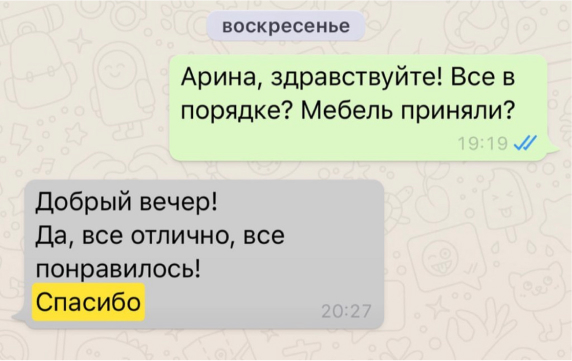 воскресенье
Арина, здравствуйте! Все в
порядке? Мебель приняли?
19:19
Добрый вечер!
Да, все отлично, все
понравилось!
Спасибо
20:27